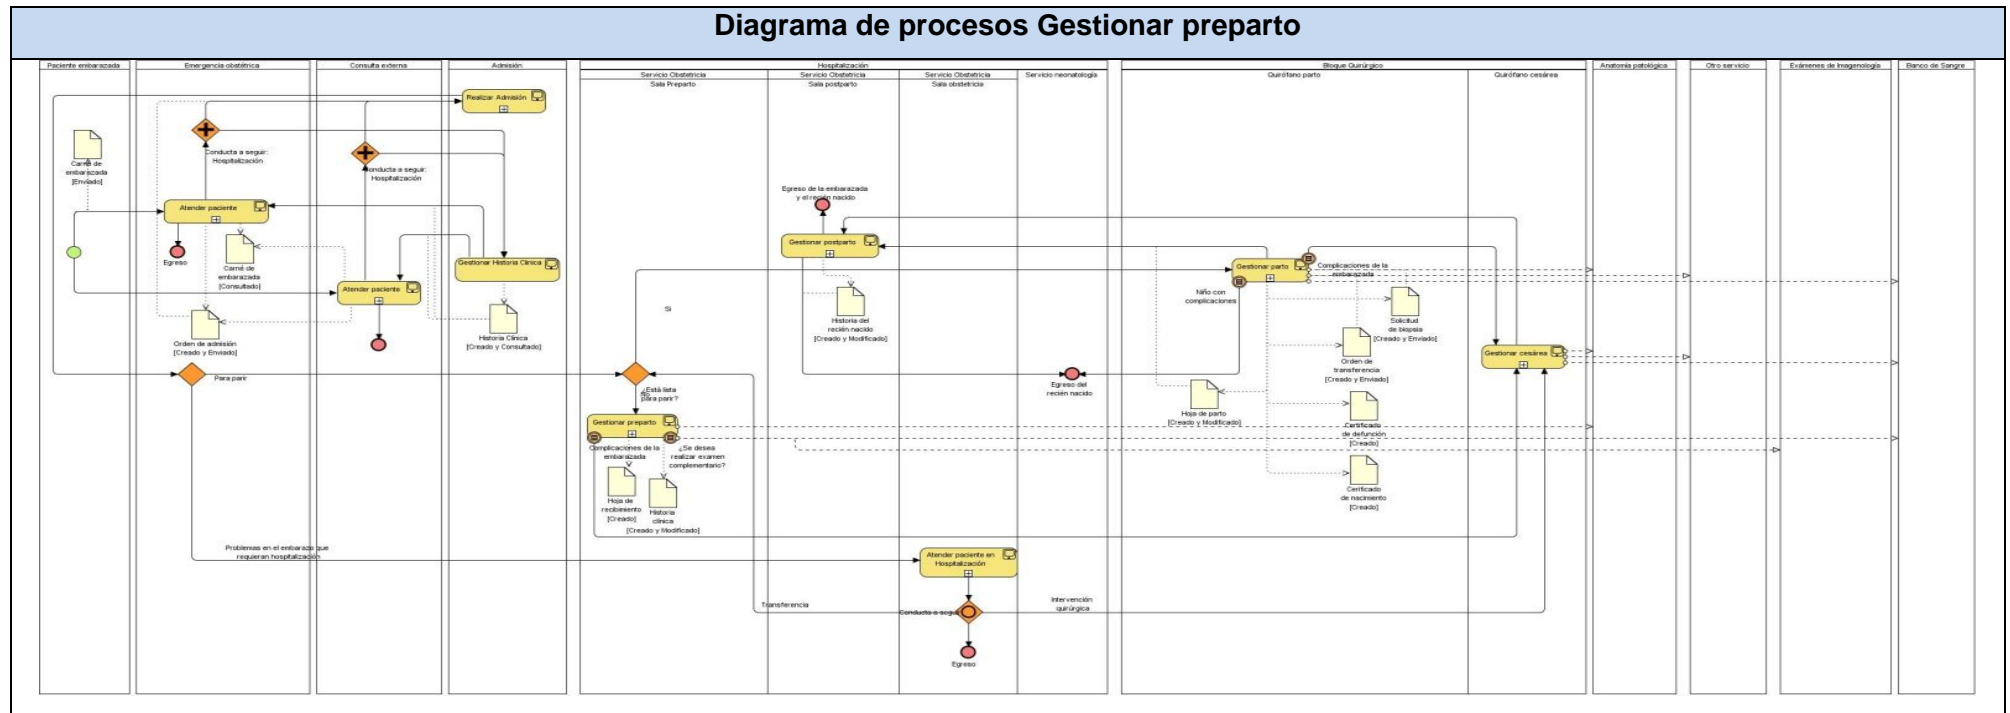 Diagrama de procesos Gestionar preparto
Paciente embarazada
Emergencia obstétrica
Consulta externa
Admisión
Hospitalización
Servicio Obstetricia
Sala Preparto
Servicio Obstetricia
Sala postparto
Servicio Obstetricia
Sala obstetricia
Servicio neonatología
Bloque Quirúrgico
Quirófano parto
Quirófano cesárea
Anatomía patológica
Otro servicio
Exámenes de Imagenología
Banco de Sangre
Realizar Admisión
Conducta a seguir:
Hospitalización
Conducta a seguir:
Hospitalización
Carné de
embarazada
[Enviado]
Atender paciente
Egreso
Carné de
embarazada
[Consultado]
Atender paciente
Gestionar Historia Clínica
Orden de admisión
[Creado y Enviado]
Historia Clínica
[Creado y Consultado]
Para parir
Egreso de la embarazada
y el recién nacido
Gestionar postparto
Historia del
recién nacido
[Creado y Modificado]
Si
¿Está lista
para parir?
No
Gestionar preparto
Complicaciones de la
embarazada
¿Se desea
realizar examen
complementario?
Hoja de
recibimiento
[Creado]
Historia
clínica
[Creado y Modificado]
Egreso del
recién nacido
Gestionar parto
Complicaciones de la
embarazada
Niño con
complicaciones
Solicitud
de biopsia
[Creado y Enviado]
Orden de
transferencia
[Creado y Enviado]
Gestionar cesárea
Hoja de parto
[Creado y Modificado]
Certificado
de defunción
[Creado]
Cerificado
de nacimiento
[Creado]
Problemas en el embarazo que
requieran hospitalización
Atender paciente en
Hospitalización
Transferencia
Conducta a seguir
Intervención
quirúrgica
Egreso